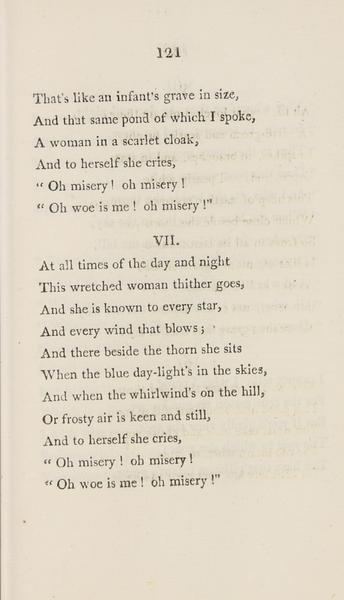 121
That's like an infant's grave in size,
And that same pond of which I spoke,
A woman in a scarlet cloak,
And to herself she cries,
“ Oh misery ! oh misery !
“ Oh woe is me ! oh misery !”
VII.
At all times of the day and night
This wretched woman thither goes,
And she is known to every star,
And every wind that blows ;
And there beside the thorn she sits
When the blue day-light's in the skies,
And when the whirlwind's on the hill,
Or frosty air is keen and still,
And to herself she cries,
“ Oh misery ! oh misery !
“ Oh woe is me ! oh misery !”